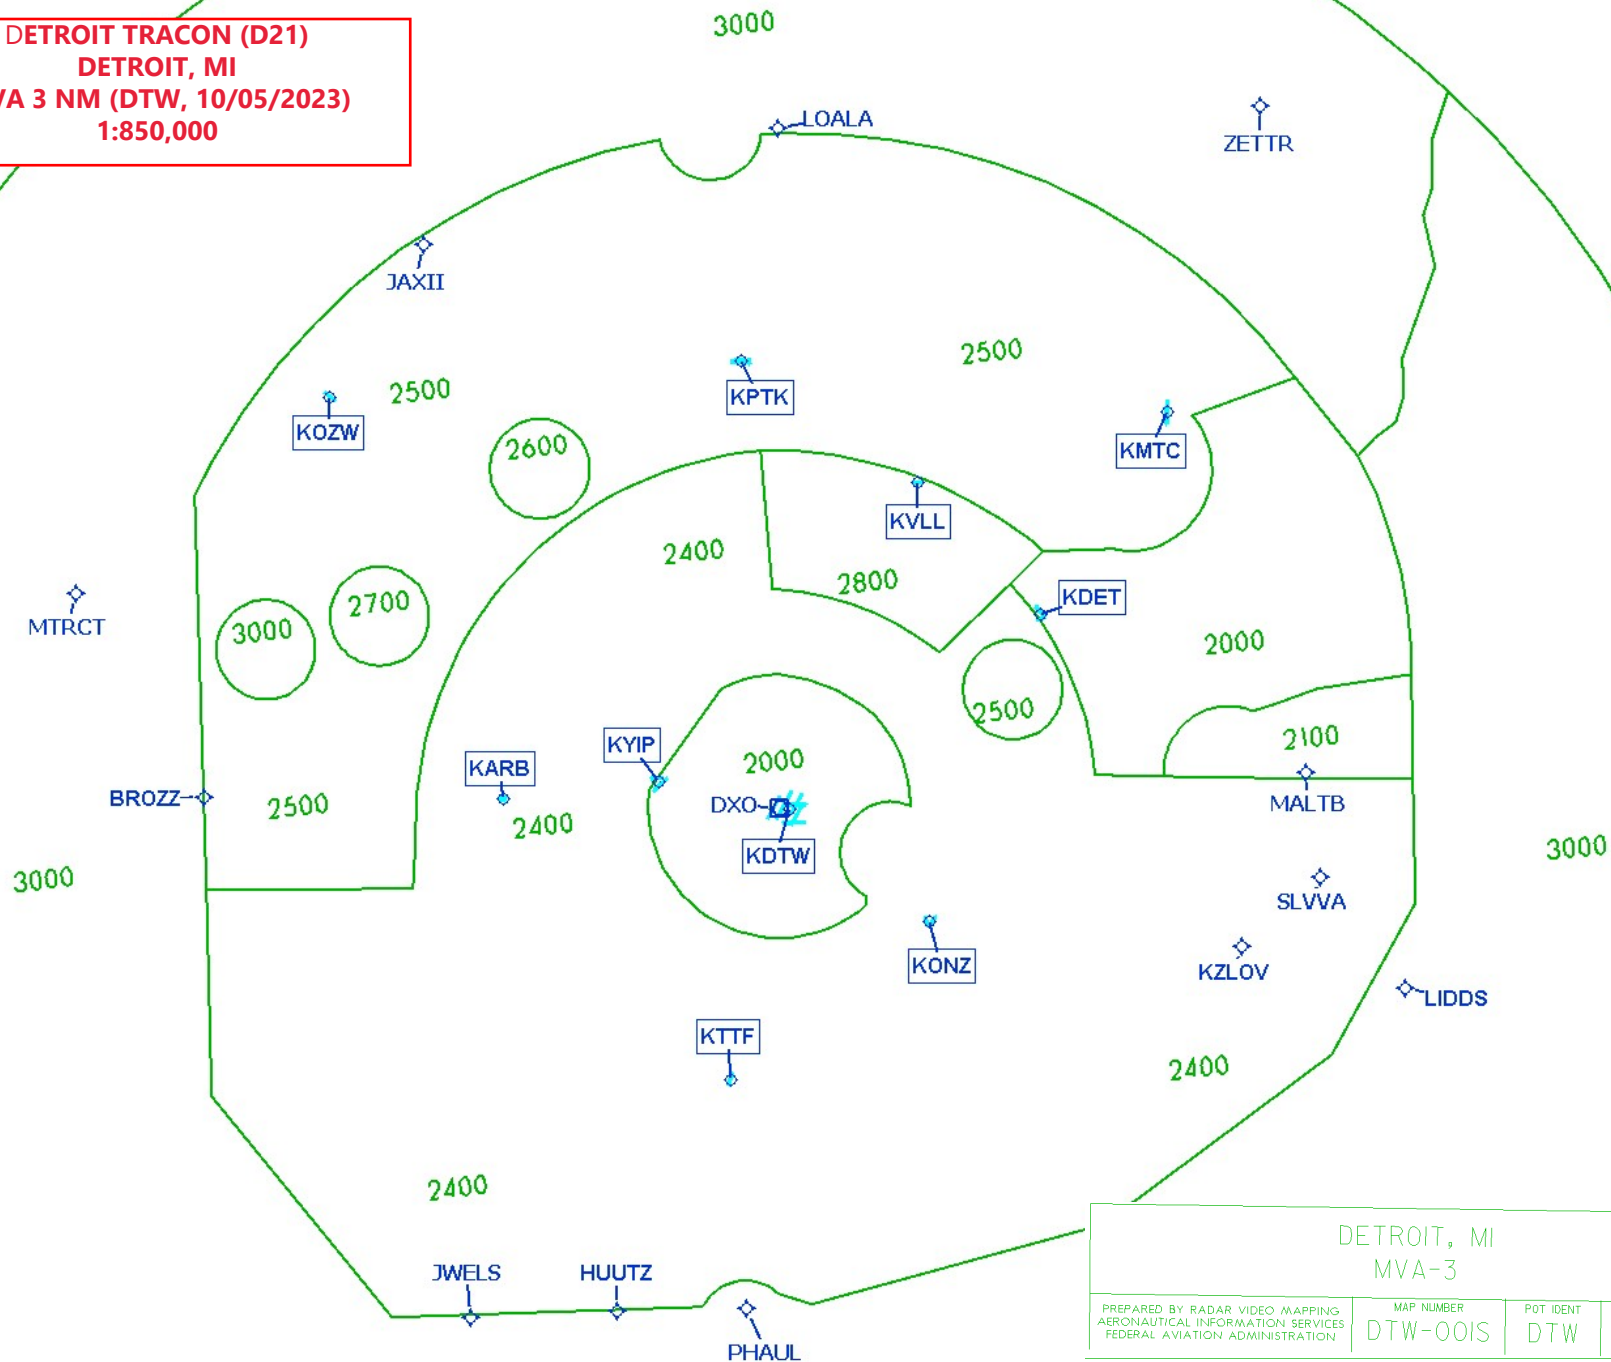 3000
DETROIT TRACON (D21)
DETROIT, MI
VA 3 NM (DTW, 10/05/2023)
1:850,000
LOALA
ZETTR
JAXII
2500
2500
KPTK
KOZW
2600
KMTC
KVLL
2400
2800
KDET
MTRCT
3000
2700
2000
2500
KYIP
KARB
2000
2100
BROZZ
2500
DXO
MALTB
2400
KDTW
3000
3000
SLVVA
KONZ
KZLOV
LIDDS
KTTF
2400
2400
JWELS
HUUTZ
PHAUL
DETROIT, MI
MVA-3
PREPARED BY RADAR VIDEO MAPPING
AERONAUTICAL INFORMATION SERVICES
FEDERAL AVIATION ADMINISTRATION
MAP NUMBER
DTW-001S
POT IDENT
DTW